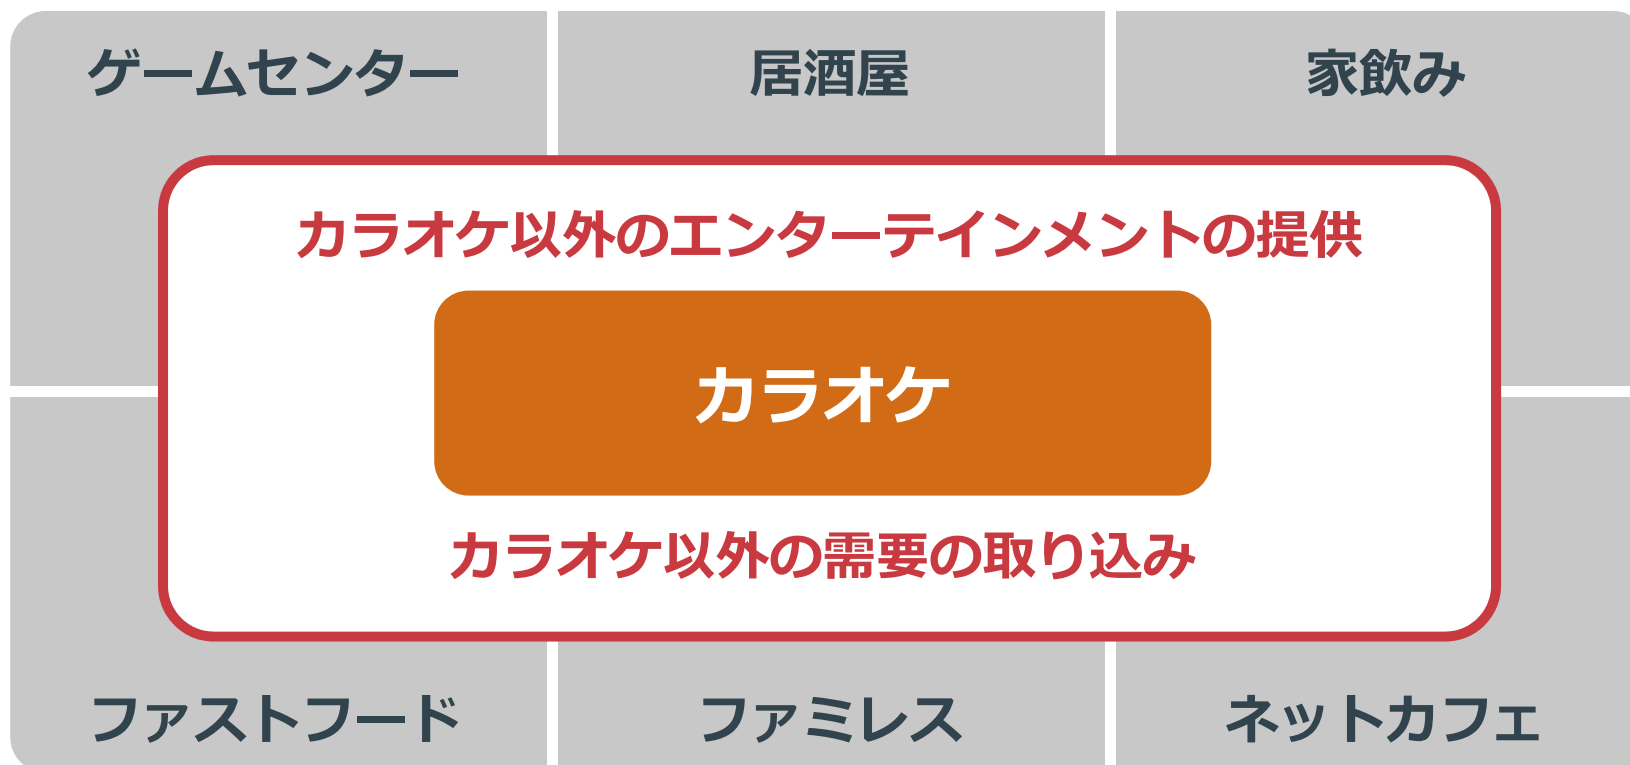 ゲームセンター
居酒屋
家飲み
カラオケ以外のエンターテインメントの提供
カラオケ
カラオケ以外の需要の取り込み
ファストフード
ファミレス
ネットカフェ